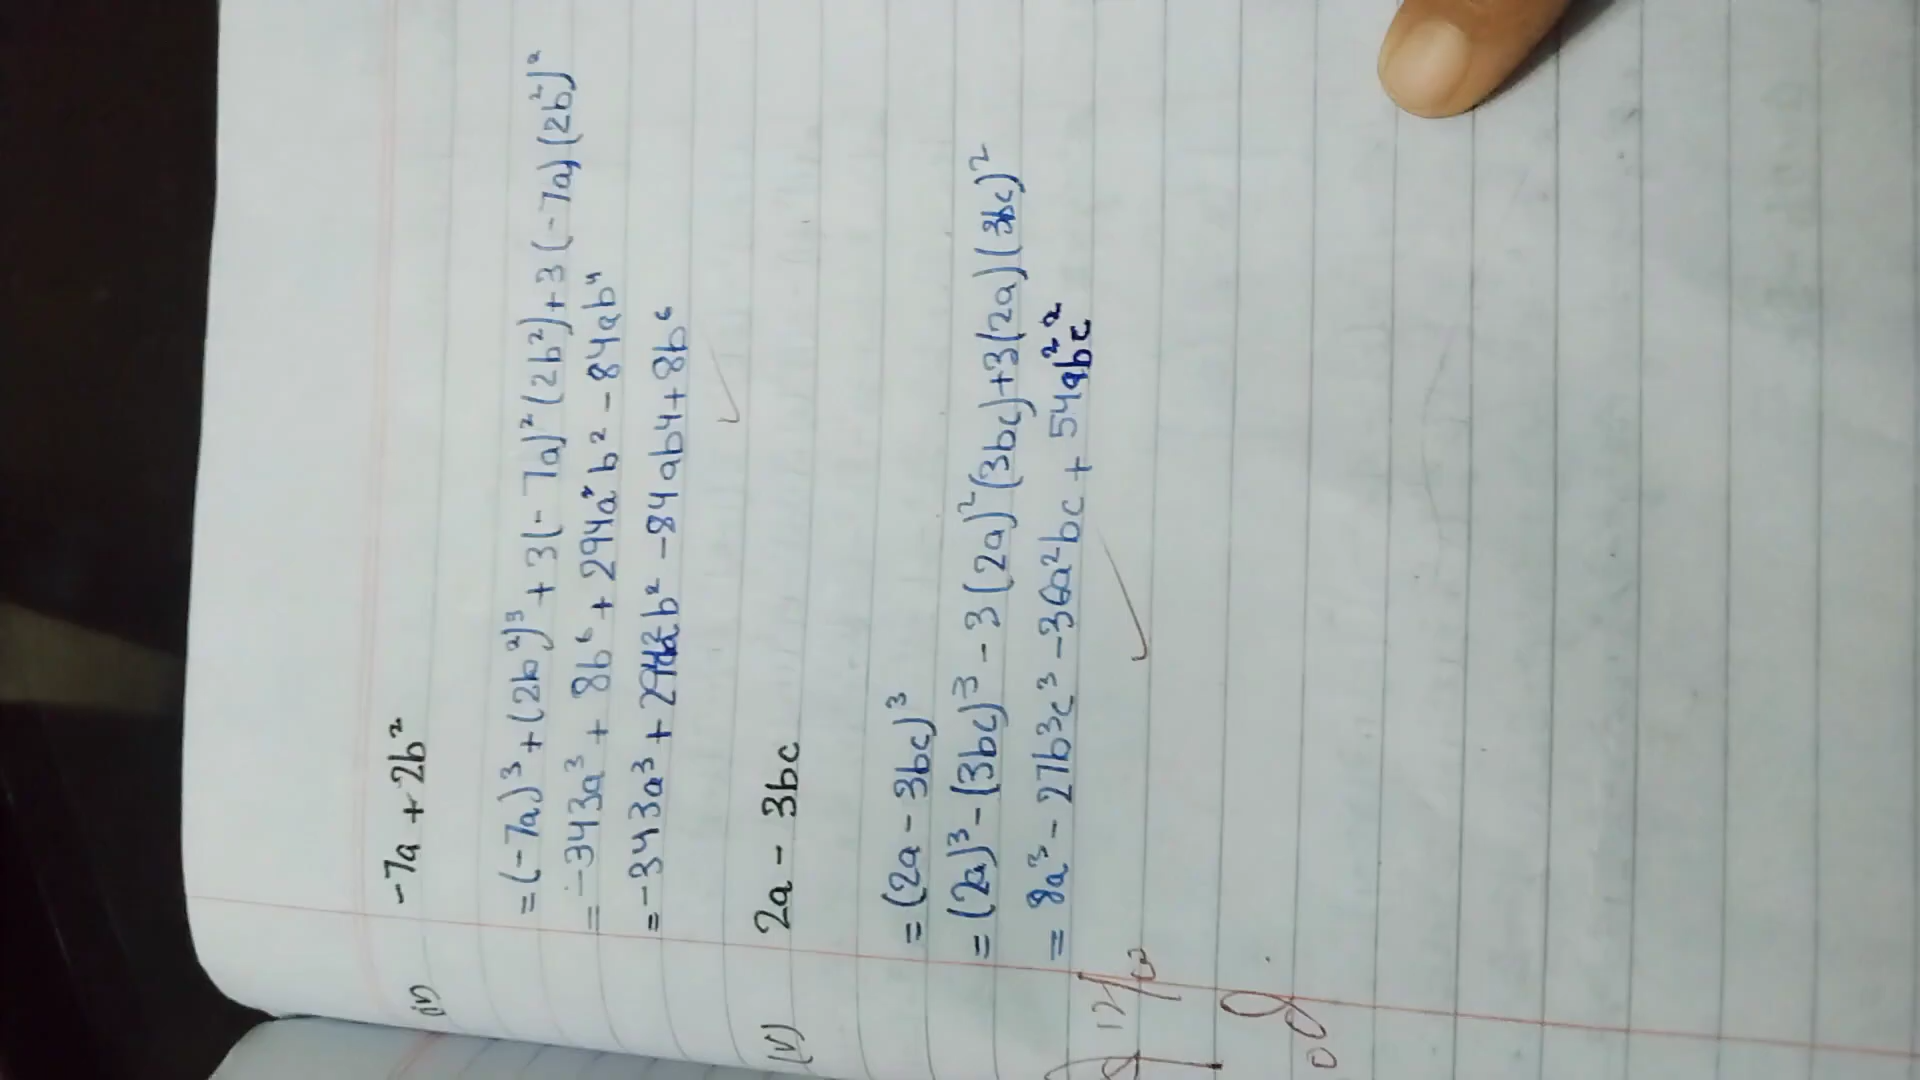 (iv) -7a + 2b²
= (-7a)³ + (2b²)³ + 3(-7a)² (2b²) + 3(-7a) (2b²)²
= -343a³ + 8b⁶ + 294a²b² - 84ab⁴
= -343a³ + 294a²b² - 84ab4 + 8b⁶
(v) 2a - 3bc
= (2a - 3bc)³
= (2a)³ - (3bc)³ - 3(2a)² (3bc) + 3(2a) (3bc)²
= 8a³ - 27b³c³ - 36a²bc + 54ab²c²